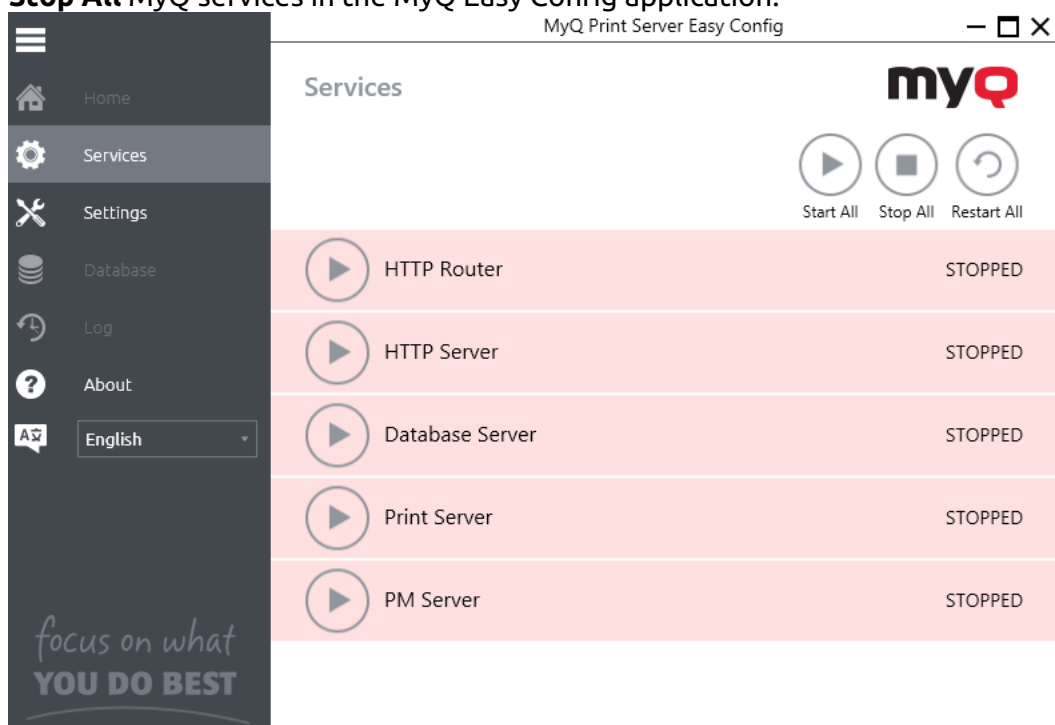 Stop All MyQ services in the MyQ Easy Config application.
MyQ Print Server Easy Config
Home
Services
Settings
Database
Log
About
English
focus on what
YOU DO BEST
Services
myQ
Start All Stop All Restart All
HTTP Router STOPPED
HTTP Server STOPPED
Database Server STOPPED
Print Server STOPPED
PM Server STOPPED